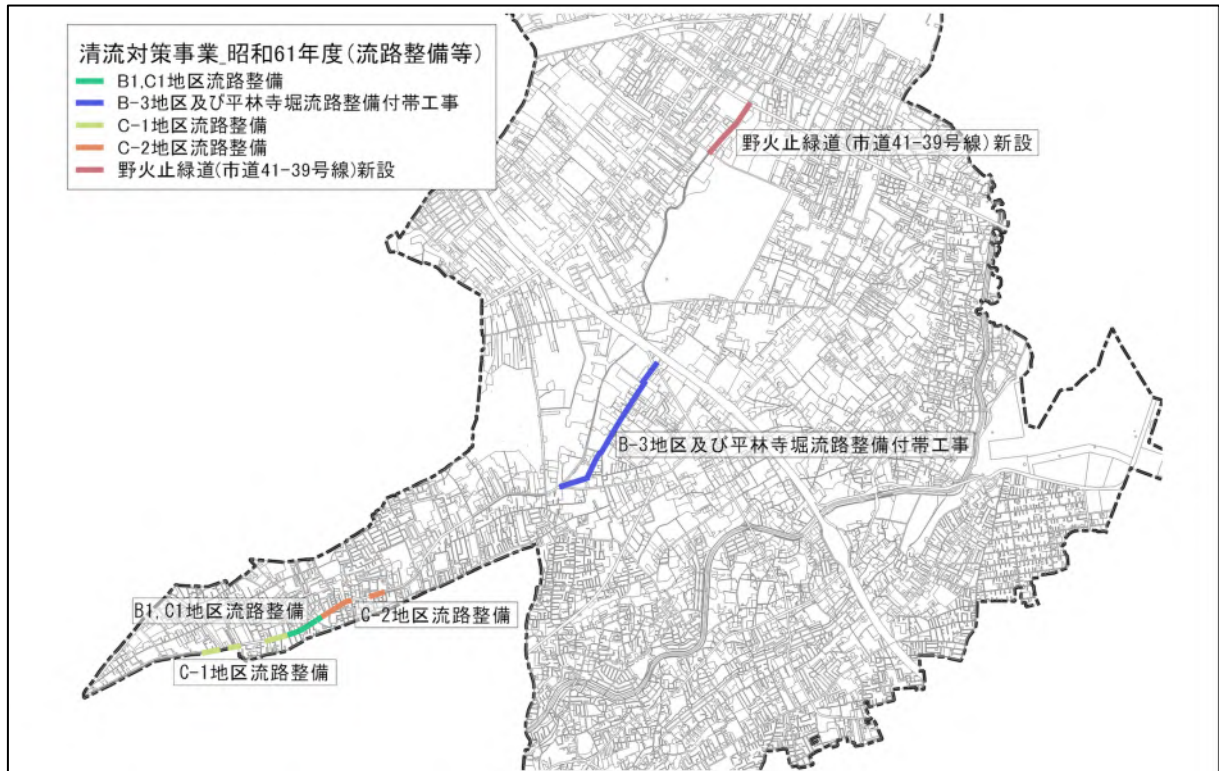 清流対策事業_昭和61年度(流路整備等)
B1,C1地区流路整備
B-3地区及び平林寺堀流路整備付帯工事
C-1地区流路整備
C-2地区流路整備
野火止緑道(市道41-39号線)新設
野火止緑道(市道41-39号線)新設
B-3地区及び平林寺堀流路整備付帯工事
B1,C1地区流路整備
C-2地区流路整備
C-1地区流路整備